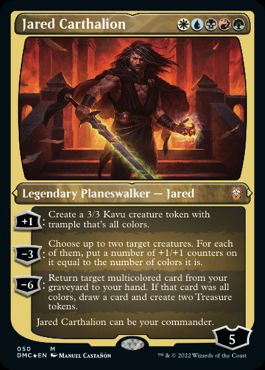 Jared Carthalion
Legendary Planeswalker — Jared
+1: Create a 3/3 Kavu creature token with
trample that's all colors.
-3: Choose up to two target creatures. For each
of them, put a number of +1/+1 counters on
it equal to the number of colors it is.
-6: Return target multicolored card from your
graveyard to your hand. If that card was all
colors, draw a card and create two Treasure
tokens.
Jared Carthalion can be your commander.
5
050 M
DMC EN MANUEL CASTAÑÓN
™ & © 2022 Wizards of the Coast